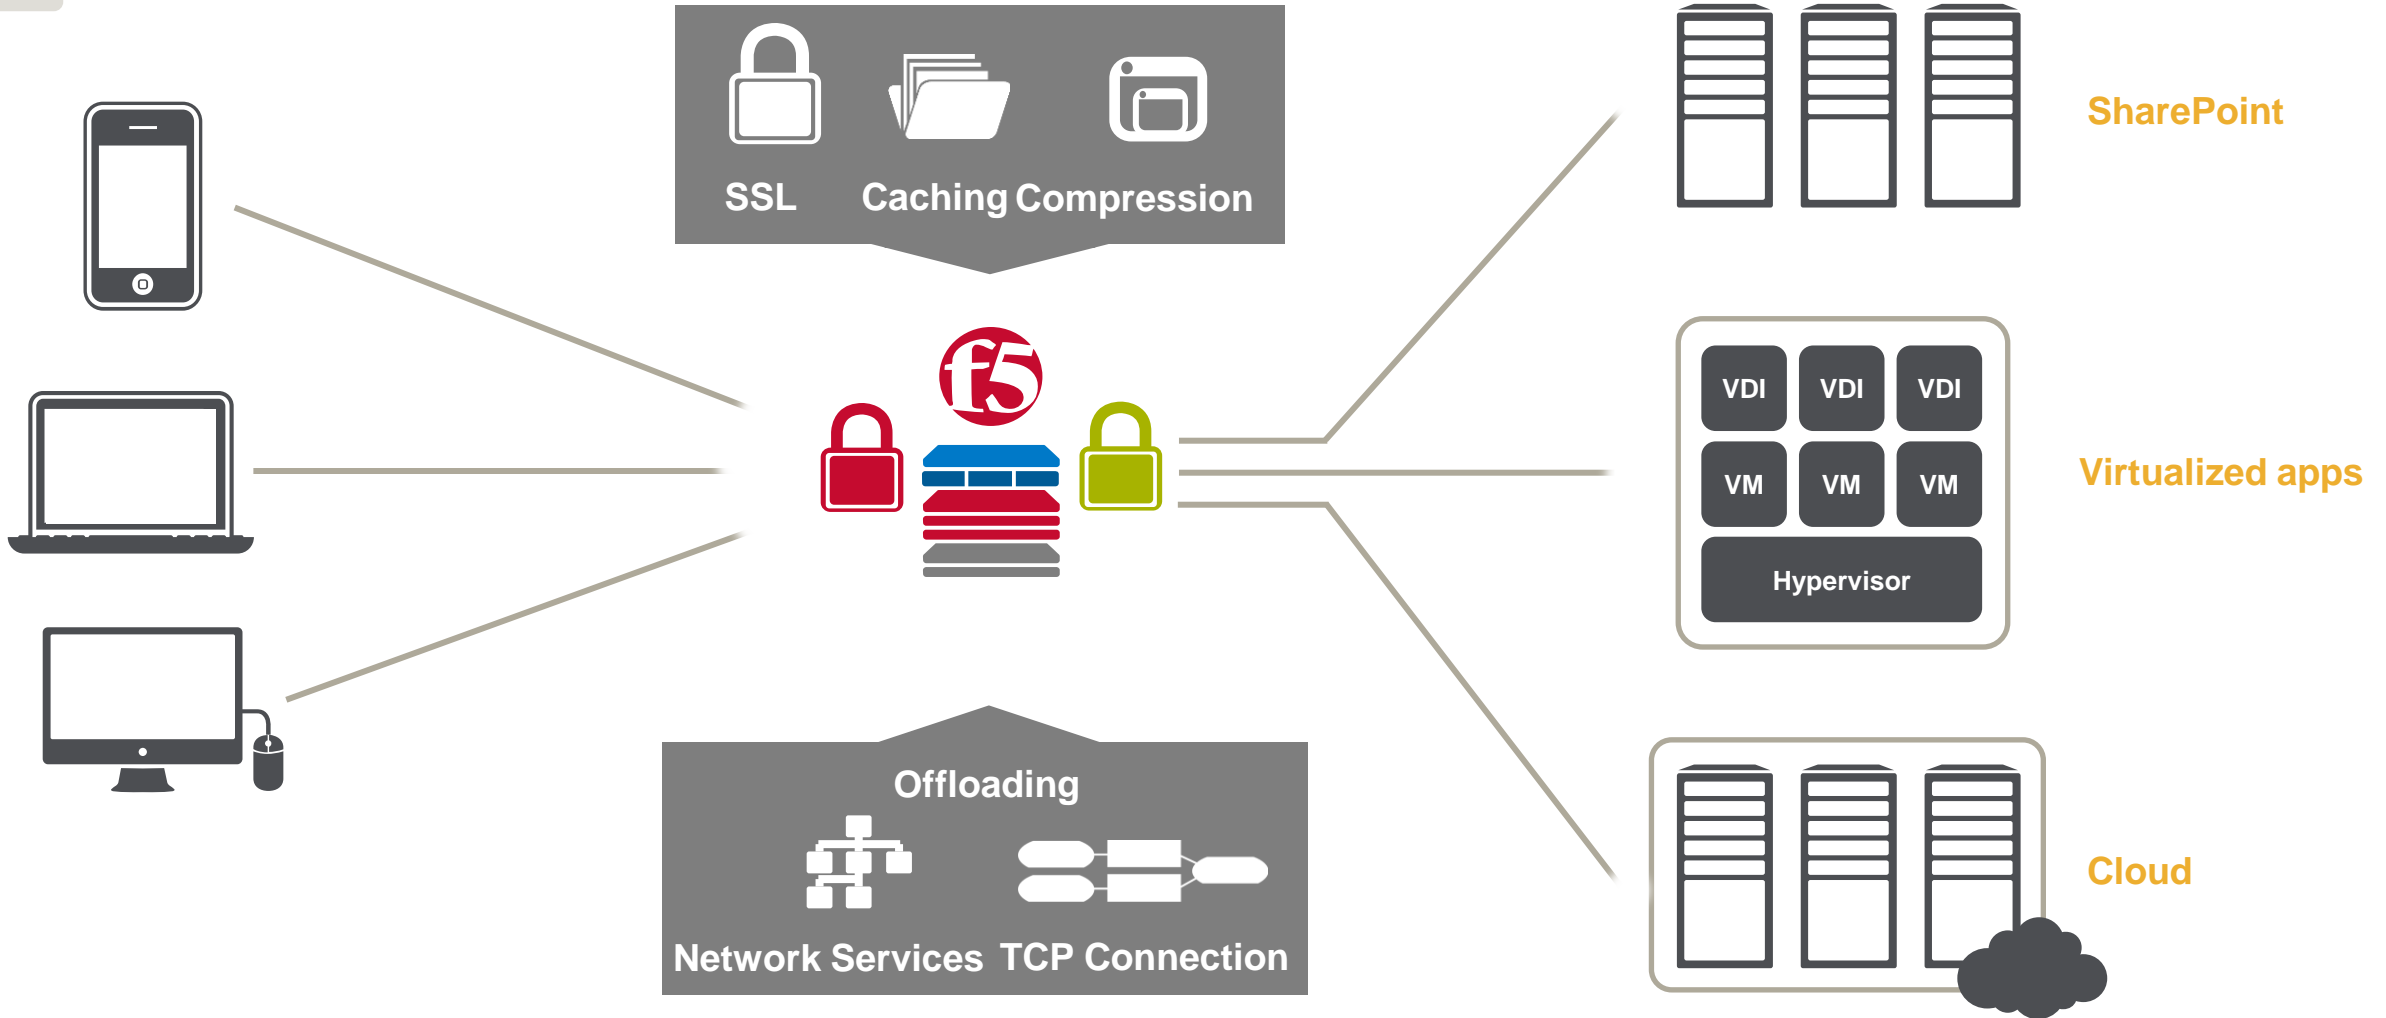 SSL Caching Compression
SharePoint
f5
VDI VDI VDI
VM VM VM
Hypervisor
Virtualized apps
Offloading
Network Services TCP Connection
Cloud